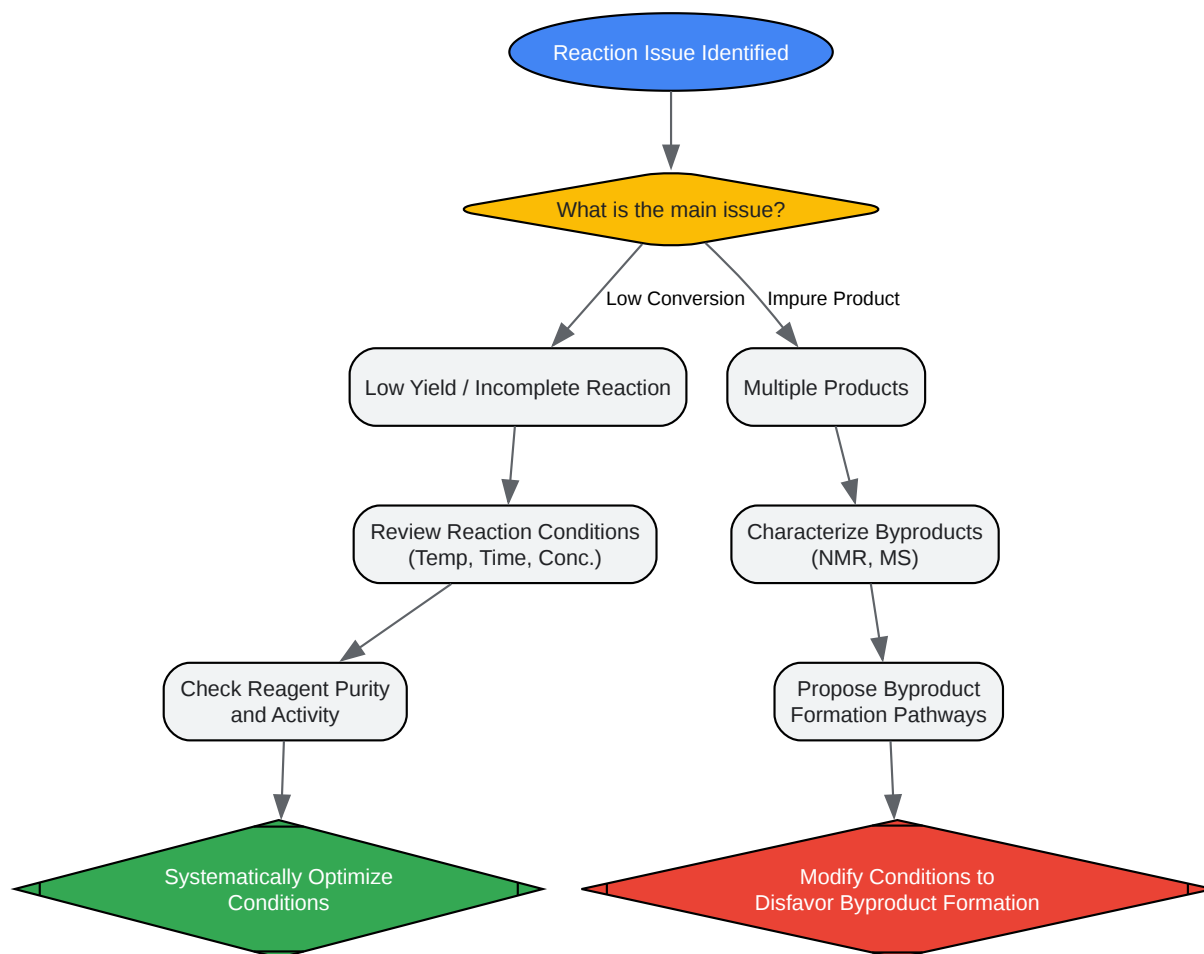 Reaction Issue Identified
What is the main issue?
Low Conversion
Impure Product
Low Yield / Incomplete Reaction
Multiple Products
Review Reaction Conditions
(Temp, Time, Conc.)
Characterize Byproducts
(NMR, MS)
Check Reagent Purity
and Activity
Propose Byproduct
Formation Pathways
Systematically Optimize
Conditions
Modify Conditions to
Disfavor Byproduct Formation